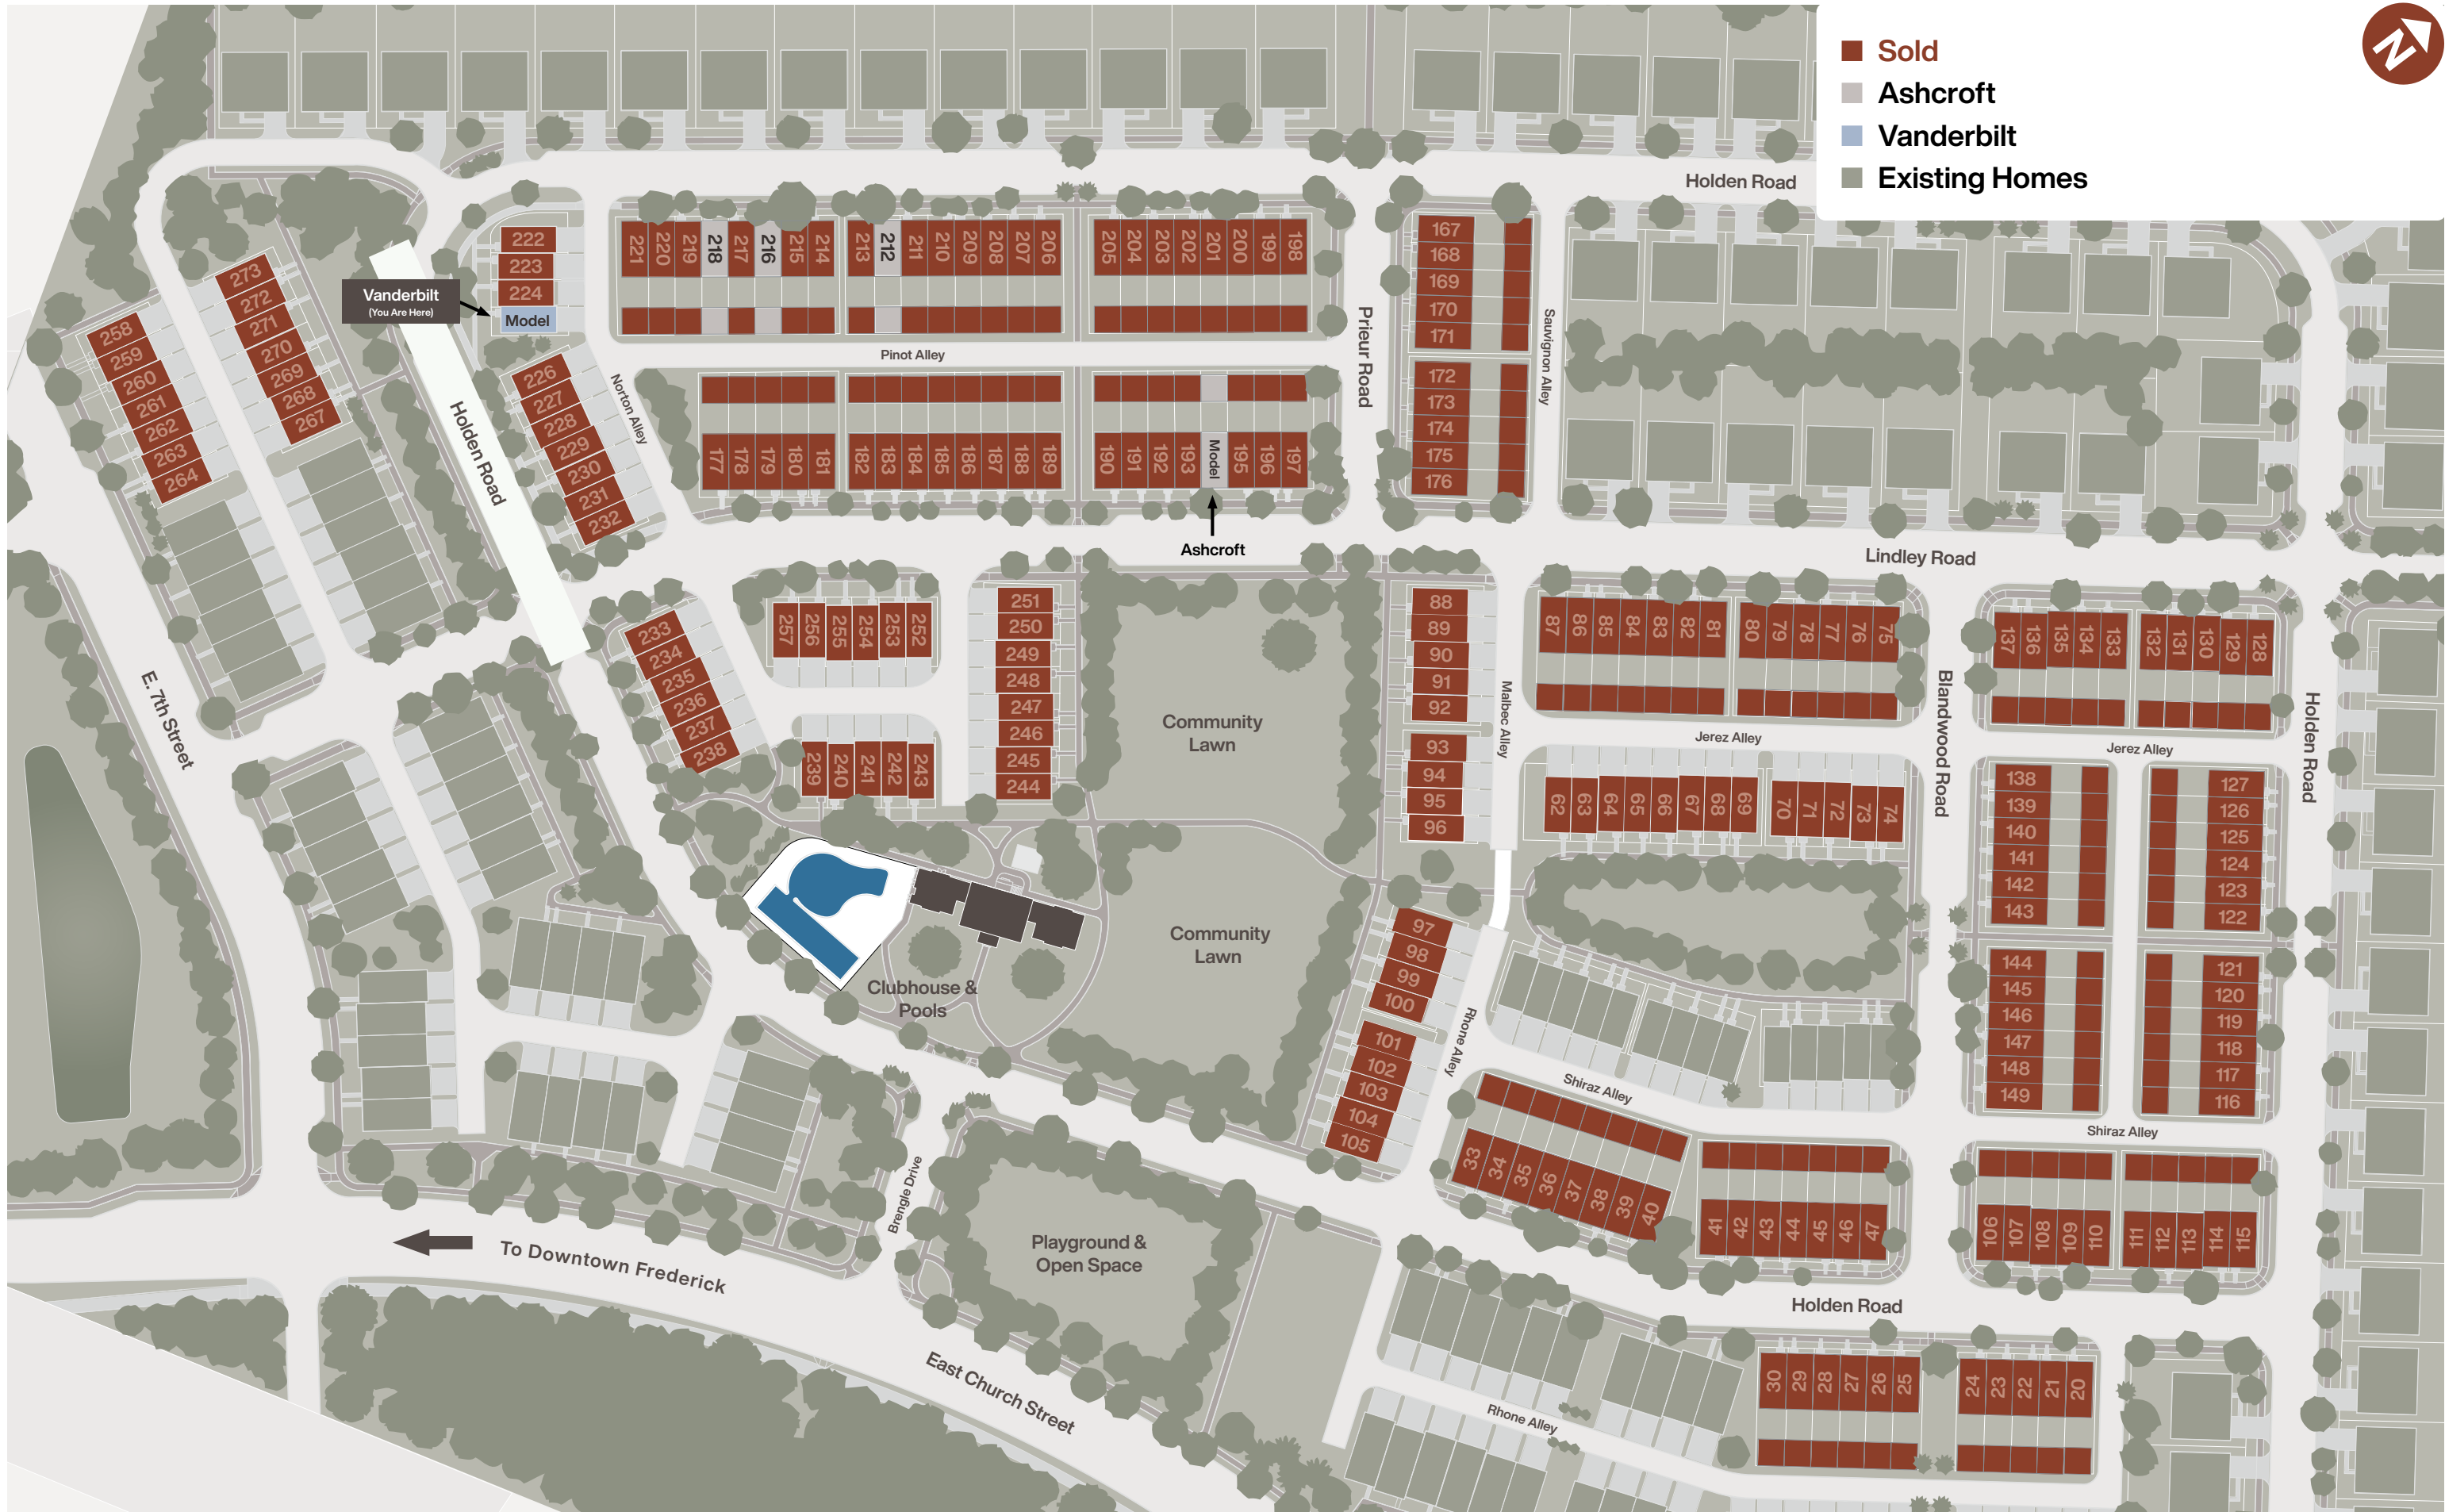 Sold
Ashcroft
Vanderbilt
Existing Homes
N
Holden Road
222
223
224
Model
Vanderbilt
(You Are Here)
221 220 219 218 217 216 215 214
213 212 211 210 209 208 207 206
205 204 203 202 201 200 199 198
Pinot Alley
177 178 179 180 181
182 183 184 185 186 187 188 189
190 191 192 193 Model 195 196 197
Ashcroft
Prieur Road
167
168
169
170
171
172
173
174
175
176
Sauvignon Alley
273
272
271
270
269
268
267
258
259
260
261
262
263
264
Holden Road
226
227
228
229
230
231
232
Norton Alley
Lindley Road
E. 7th Street
233
234
235
236
237
238
257 256 255 254 253 252
239 240 241 242 243
251
250
249
248
247
246
245
244
Community
Lawn
88
89
90
91
92
93
94
95
96
Malbec Alley
87 86 85 84 83 82 81
80 79 78 77 76 75
Jerez Alley
62 63 64 65 66 67 68 69
70 71 72 73 74
Blandwood Road
137 136 135 134 133
132 131 130 129 128
Jerez Alley
Holden Road
138
139
140
141
142
143
127
126
125
124
123
122
144
145
146
147
148
149
121
120
119
118
117
116
Shiraz Alley
Community
Lawn
Clubhouse &
Pools
97
98
99
100
101
102
103
104
105
Rhone Alley
Shiraz Alley
33 34 35 36 37 38 39 40
41 42 43 44 45 46 47
106 107 108 109 110
111 112 113 114 115
Brengle Drive
Playground &
Open Space
To Downtown Frederick
East Church Street
Holden Road
30 29 28 27 26 25
24 23 22 21 20
Rhone Alley